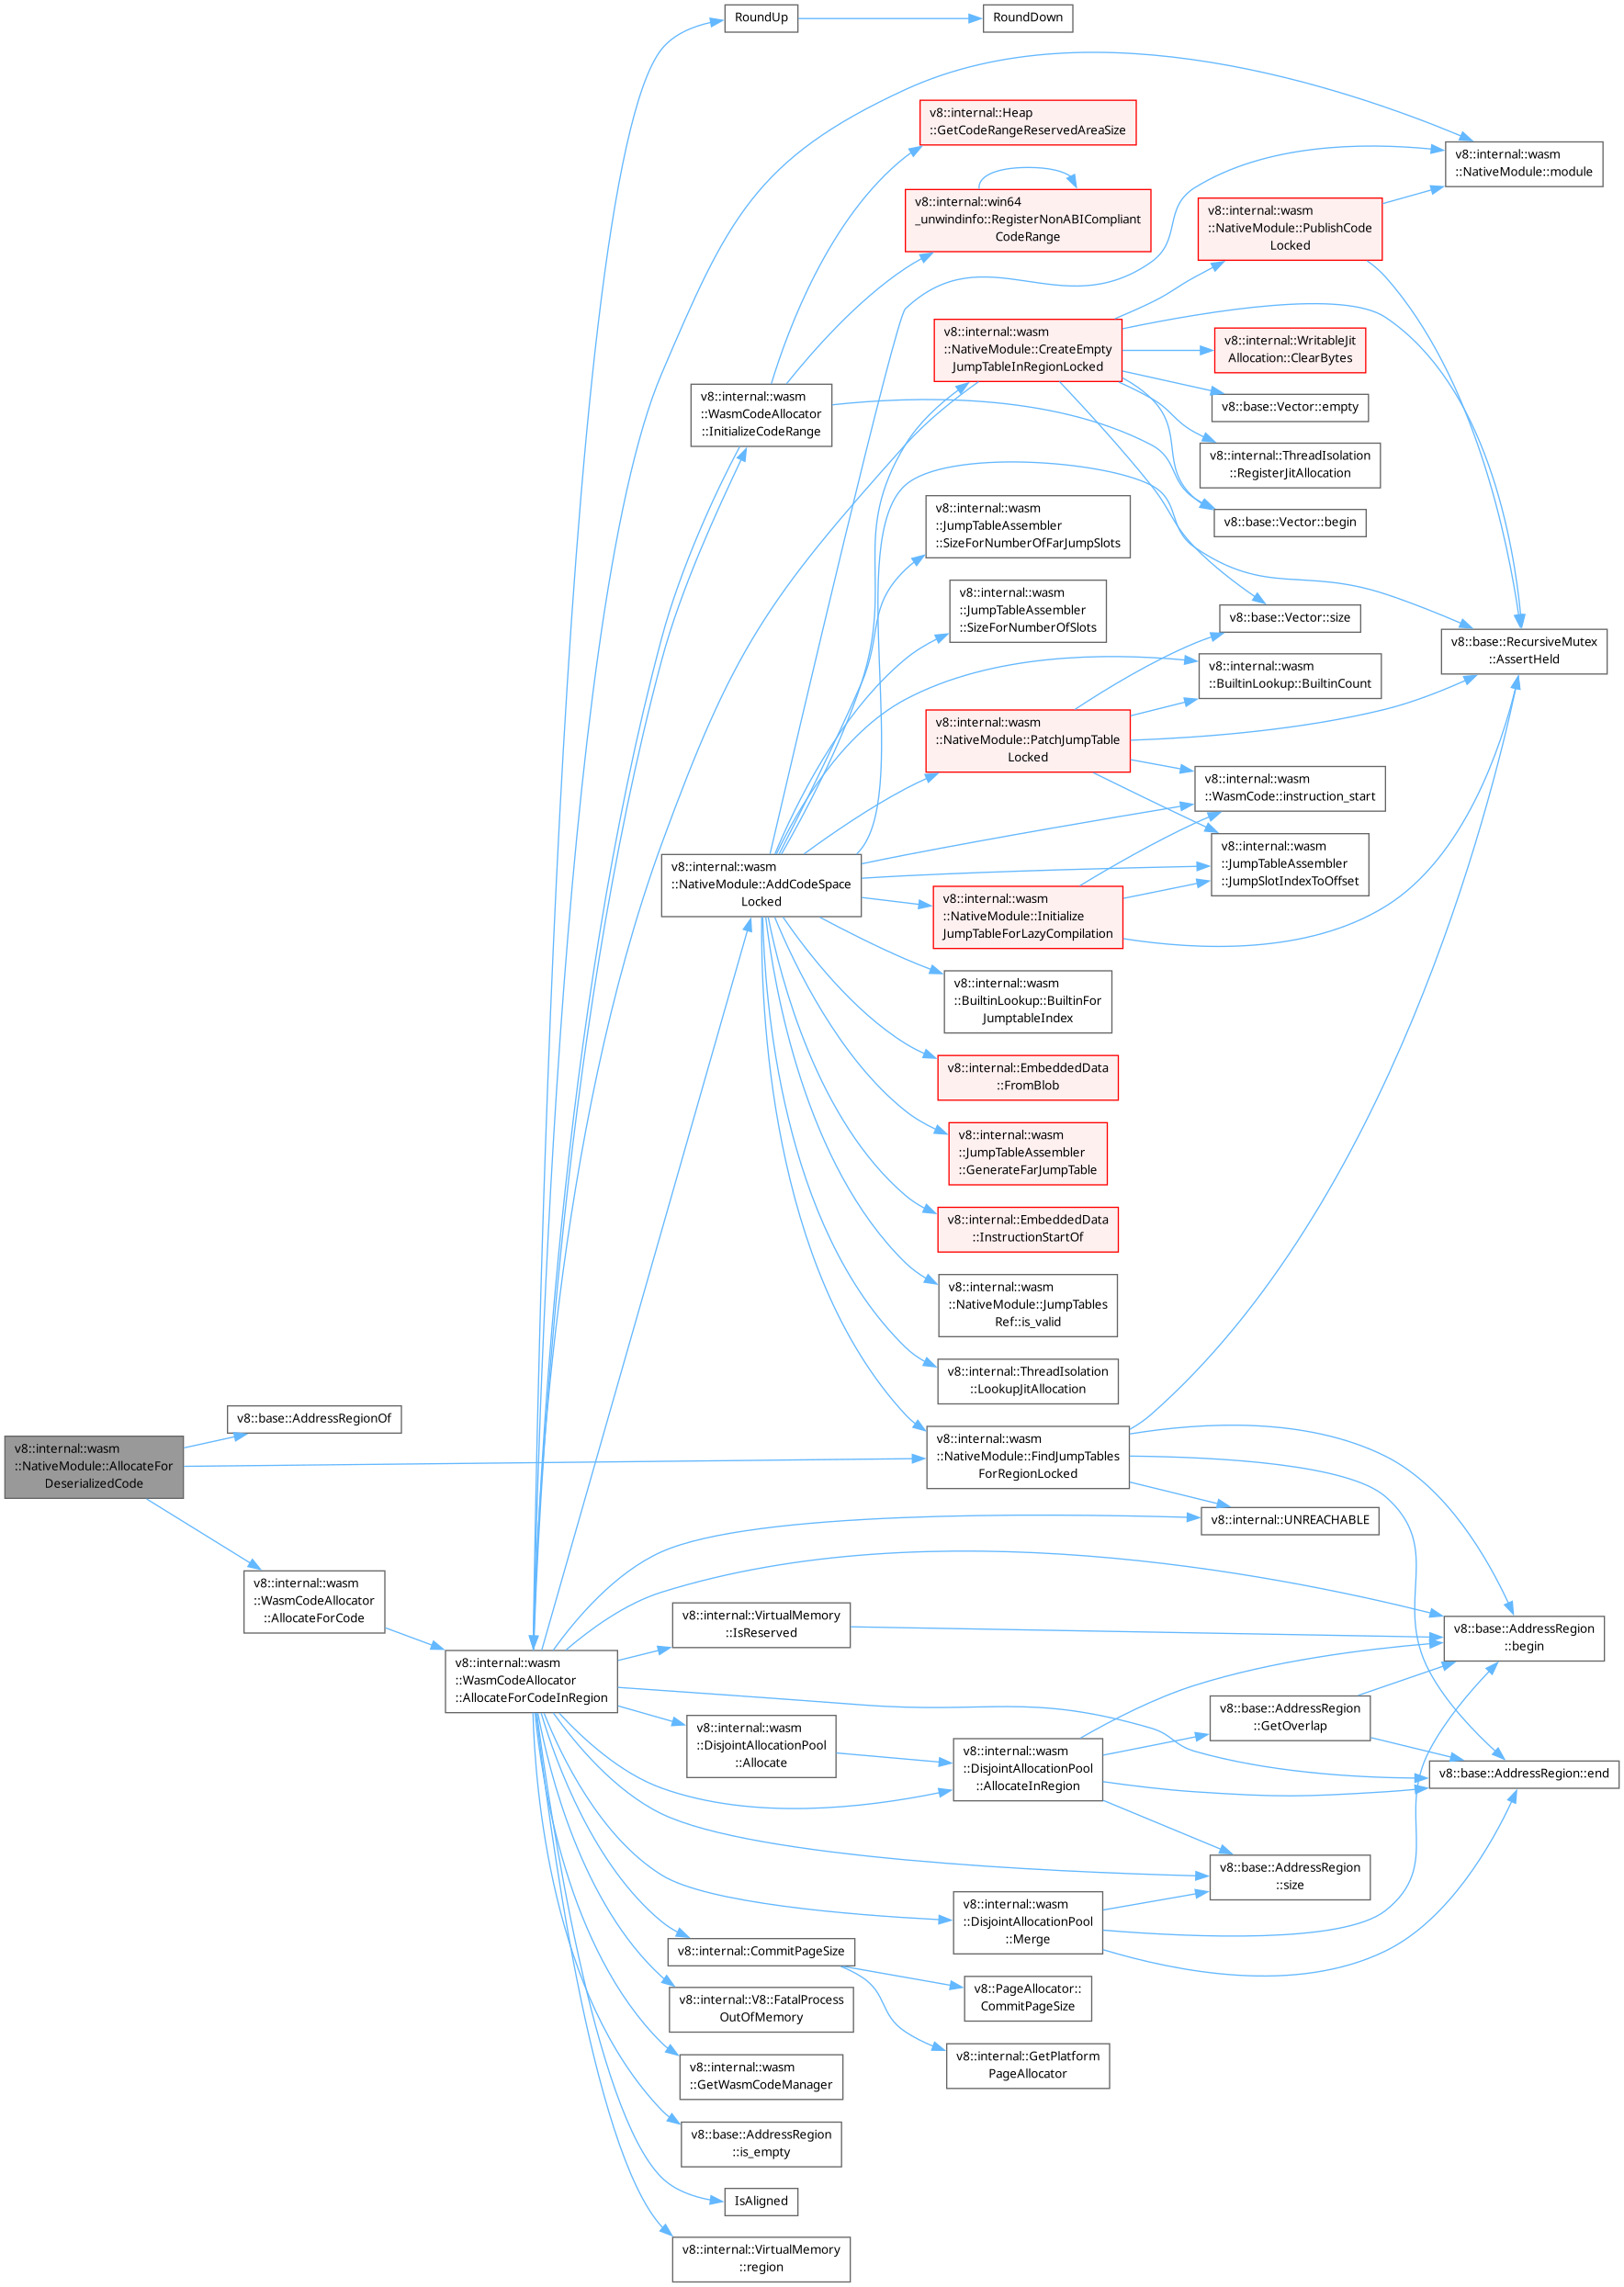 RoundUp
RoundDown
v8::internal::Heap
::GetCodeRangeReservedAreaSize
v8::internal::wasm
::NativeModule::module
v8::internal::win64
_unwindinfo::RegisterNonABICompliant
CodeRange
v8::internal::wasm
::NativeModule::PublishCode
Locked
v8::internal::wasm
::NativeModule::CreateEmpty
JumpTableInRegionLocked
v8::internal::WritableJit
Allocation::ClearBytes
v8::internal::wasm
::WasmCodeAllocator
::InitializeCodeRange
v8::base::Vector::empty
v8::internal::ThreadIsolation
::RegisterJitAllocation
v8::internal::wasm
::JumpTableAssembler
::SizeForNumberOfFarJumpSlots
v8::base::Vector::begin
v8::internal::wasm
::JumpTableAssembler
::SizeForNumberOfSlots
v8::base::Vector::size
v8::base::RecursiveMutex
::AssertHeld
v8::internal::wasm
::BuiltinLookup::BuiltinCount
v8::internal::wasm
::NativeModule::PatchJumpTable
Locked
v8::internal::wasm
::WasmCode::instruction_start
v8::internal::wasm
::JumpTableAssembler
::JumpSlotIndexToOffset
v8::internal::wasm
::NativeModule::AddCodeSpace
Locked
v8::internal::wasm
::NativeModule::Initialize
JumpTableForLazyCompilation
v8::internal::wasm
::BuiltinLookup::BuiltinFor
JumptableIndex
v8::internal::EmbeddedData
::FromBlob
v8::internal::wasm
::JumpTableAssembler
::GenerateFarJumpTable
v8::internal::EmbeddedData
::InstructionStartOf
v8::internal::wasm
::NativeModule::JumpTables
Ref::is_valid
v8::internal::ThreadIsolation
::LookupJitAllocation
v8::base::AddressRegionOf
v8::internal::wasm
::NativeModule::AllocateFor
DeserializedCode
v8::internal::wasm
::NativeModule::FindJumpTables
ForRegionLocked
v8::internal::UNREACHABLE
v8::internal::wasm
::WasmCodeAllocator
::AllocateForCode
v8::internal::VirtualMemory
::IsReserved
v8::base::AddressRegion
::begin
v8::internal::wasm
::WasmCodeAllocator
::AllocateForCodeInRegion
v8::base::AddressRegion
::GetOverlap
v8::internal::wasm
::DisjointAllocationPool
::Allocate
v8::internal::wasm
::DisjointAllocationPool
::AllocateInRegion
v8::base::AddressRegion::end
v8::base::AddressRegion
::size
v8::internal::wasm
::DisjointAllocationPool
::Merge
v8::internal::CommitPageSize
v8::PageAllocator::
CommitPageSize
v8::internal::V8::FatalProcess
OutOfMemory
v8::internal::GetPlatform
PageAllocator
v8::internal::wasm
::GetWasmCodeManager
v8::base::AddressRegion
::is_empty
IsAligned
v8::internal::VirtualMemory
::region